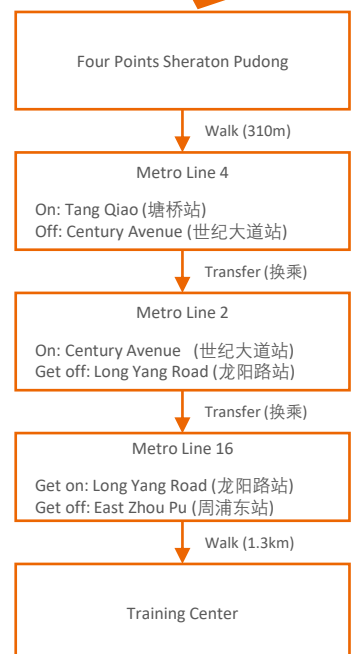 Four Points Sheraton Pudong
Walk (310m)
Metro Line 4
On: Tang Qiao (塘桥站)
Off: Century Avenue (世纪大道站)
Transfer (换乘)
Metro Line 2
On: Century Avenue (世纪大道站)
Get off: Long Yang Road (龙阳路站)
Transfer (换乘)
Metro Line 16
Get on: Long Yang Road (龙阳路站)
Get off: East Zhou Pu (周浦东站)
Walk (1.3km)
Training Center